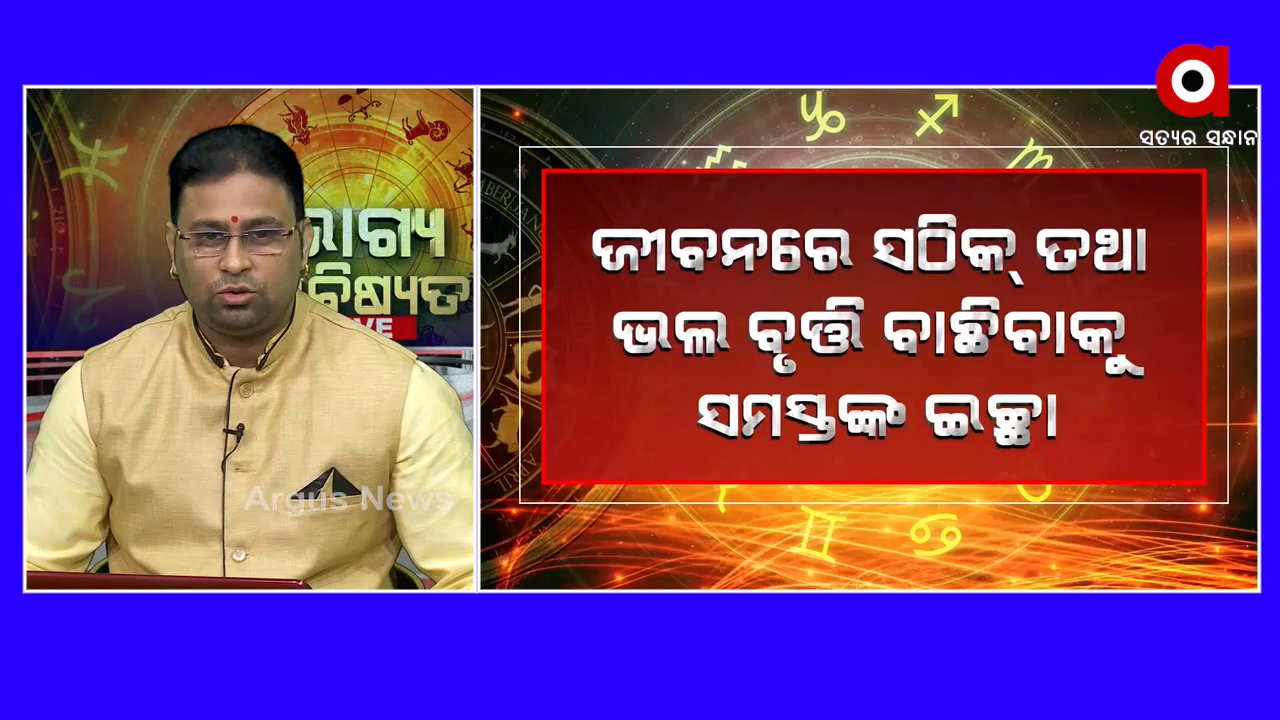 ସତ୍ୟର ସନ୍ଧାନ
ଜୀବନରେ ସଠିକ୍ ତଥା
ଭଲ ବୃତ୍ତି ବାଛିବାକୁ
ସମସ୍ତଙ୍କ ଇଚ୍ଛା
Argus News